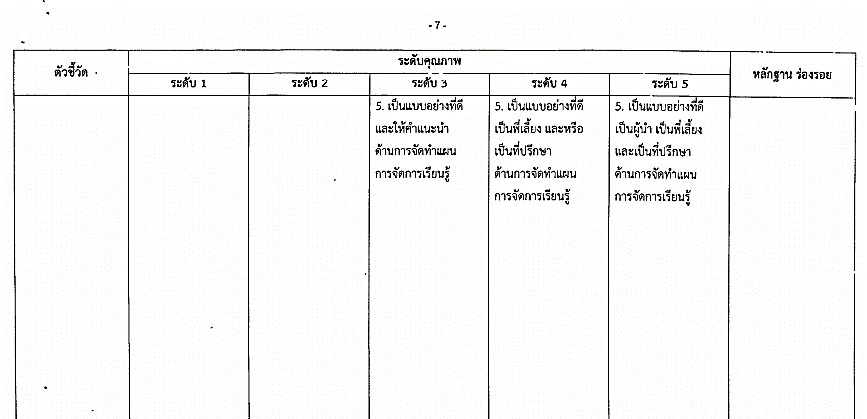 - 7 -
ระดับคุณภาพ
ตัวชี้วัด
หลักฐาน ร่องรอย
ระดับ 1
ระดับ 2
ระดับ 3
ระดับ 4
ระดับ 5
5. เป็นแบบอย่างที่ดี
และให้คำแนะนำ
ด้านการจัดทำแผน
การจัดการเรียนรู้
5. เป็นแบบอย่างที่ดี
เป็นพี่เลี้ยง และหรือ
เป็นที่ปรึกษา
ด้านการจัดทำแผน
การจัดการเรียนรู้
5. เป็นแบบอย่างที่ดี
เป็นผู้นำ เป็นพี่เลี้ยง
และเป็นที่ปรึกษา
ด้านการจัดทำแผน
การจัดการเรียนรู้